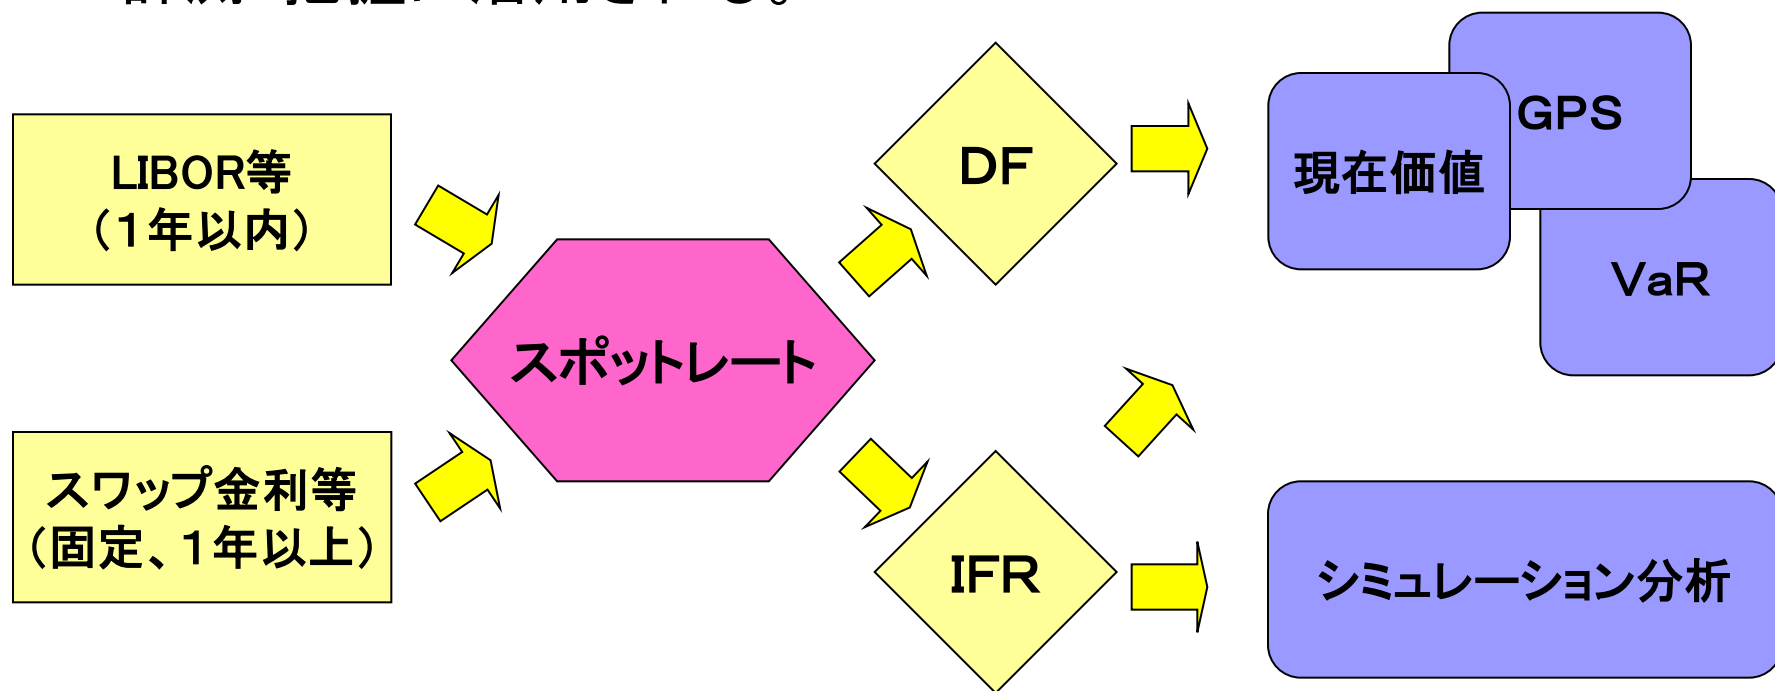 LIBOR等
（１年以内）
スワップ金利等
（固定、１年以上）
スポットレート
DF
IFR
現在価値
GPS
VaR
シミュレーション分析